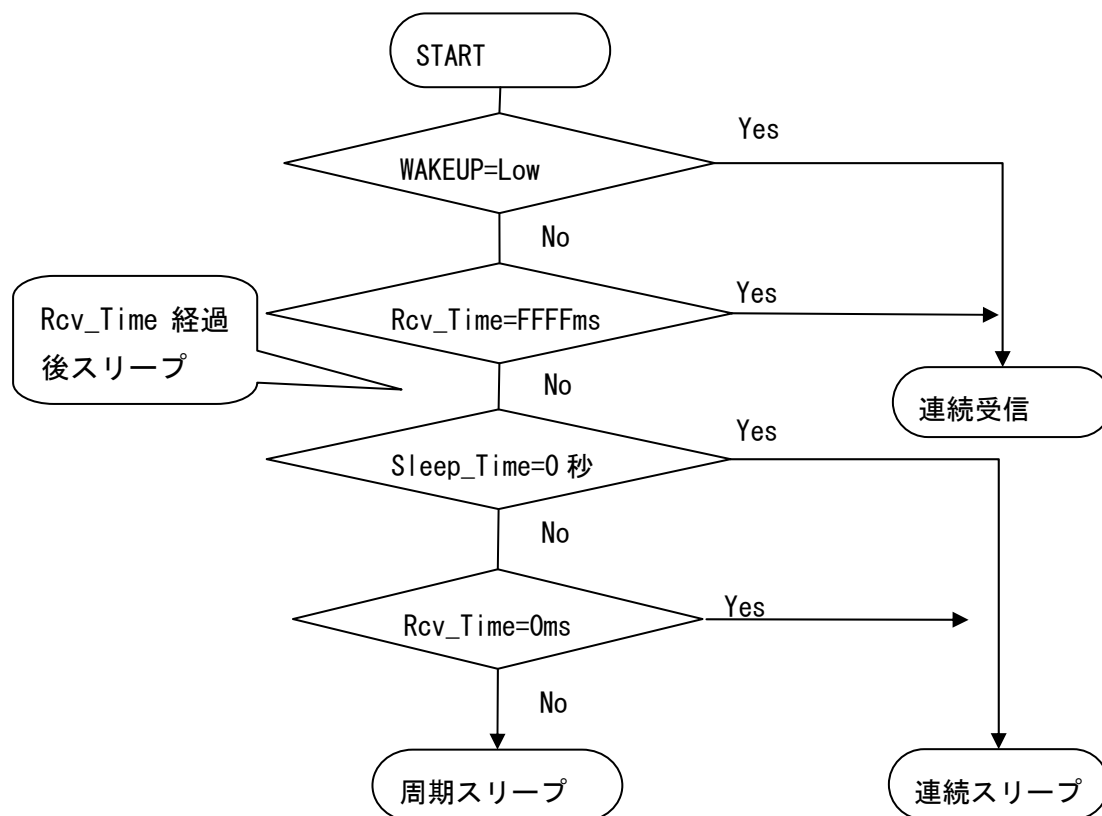 START
Yes
WAKEUP=Low
No
Rcv_Time 経過
後スリープ
Yes
Rcv_Time=FFFFms
No
連続受信
Yes
Sleep_Time=0 秒
No
Yes
Rcv_Time=0ms
No
周期スリープ
連続スリープ